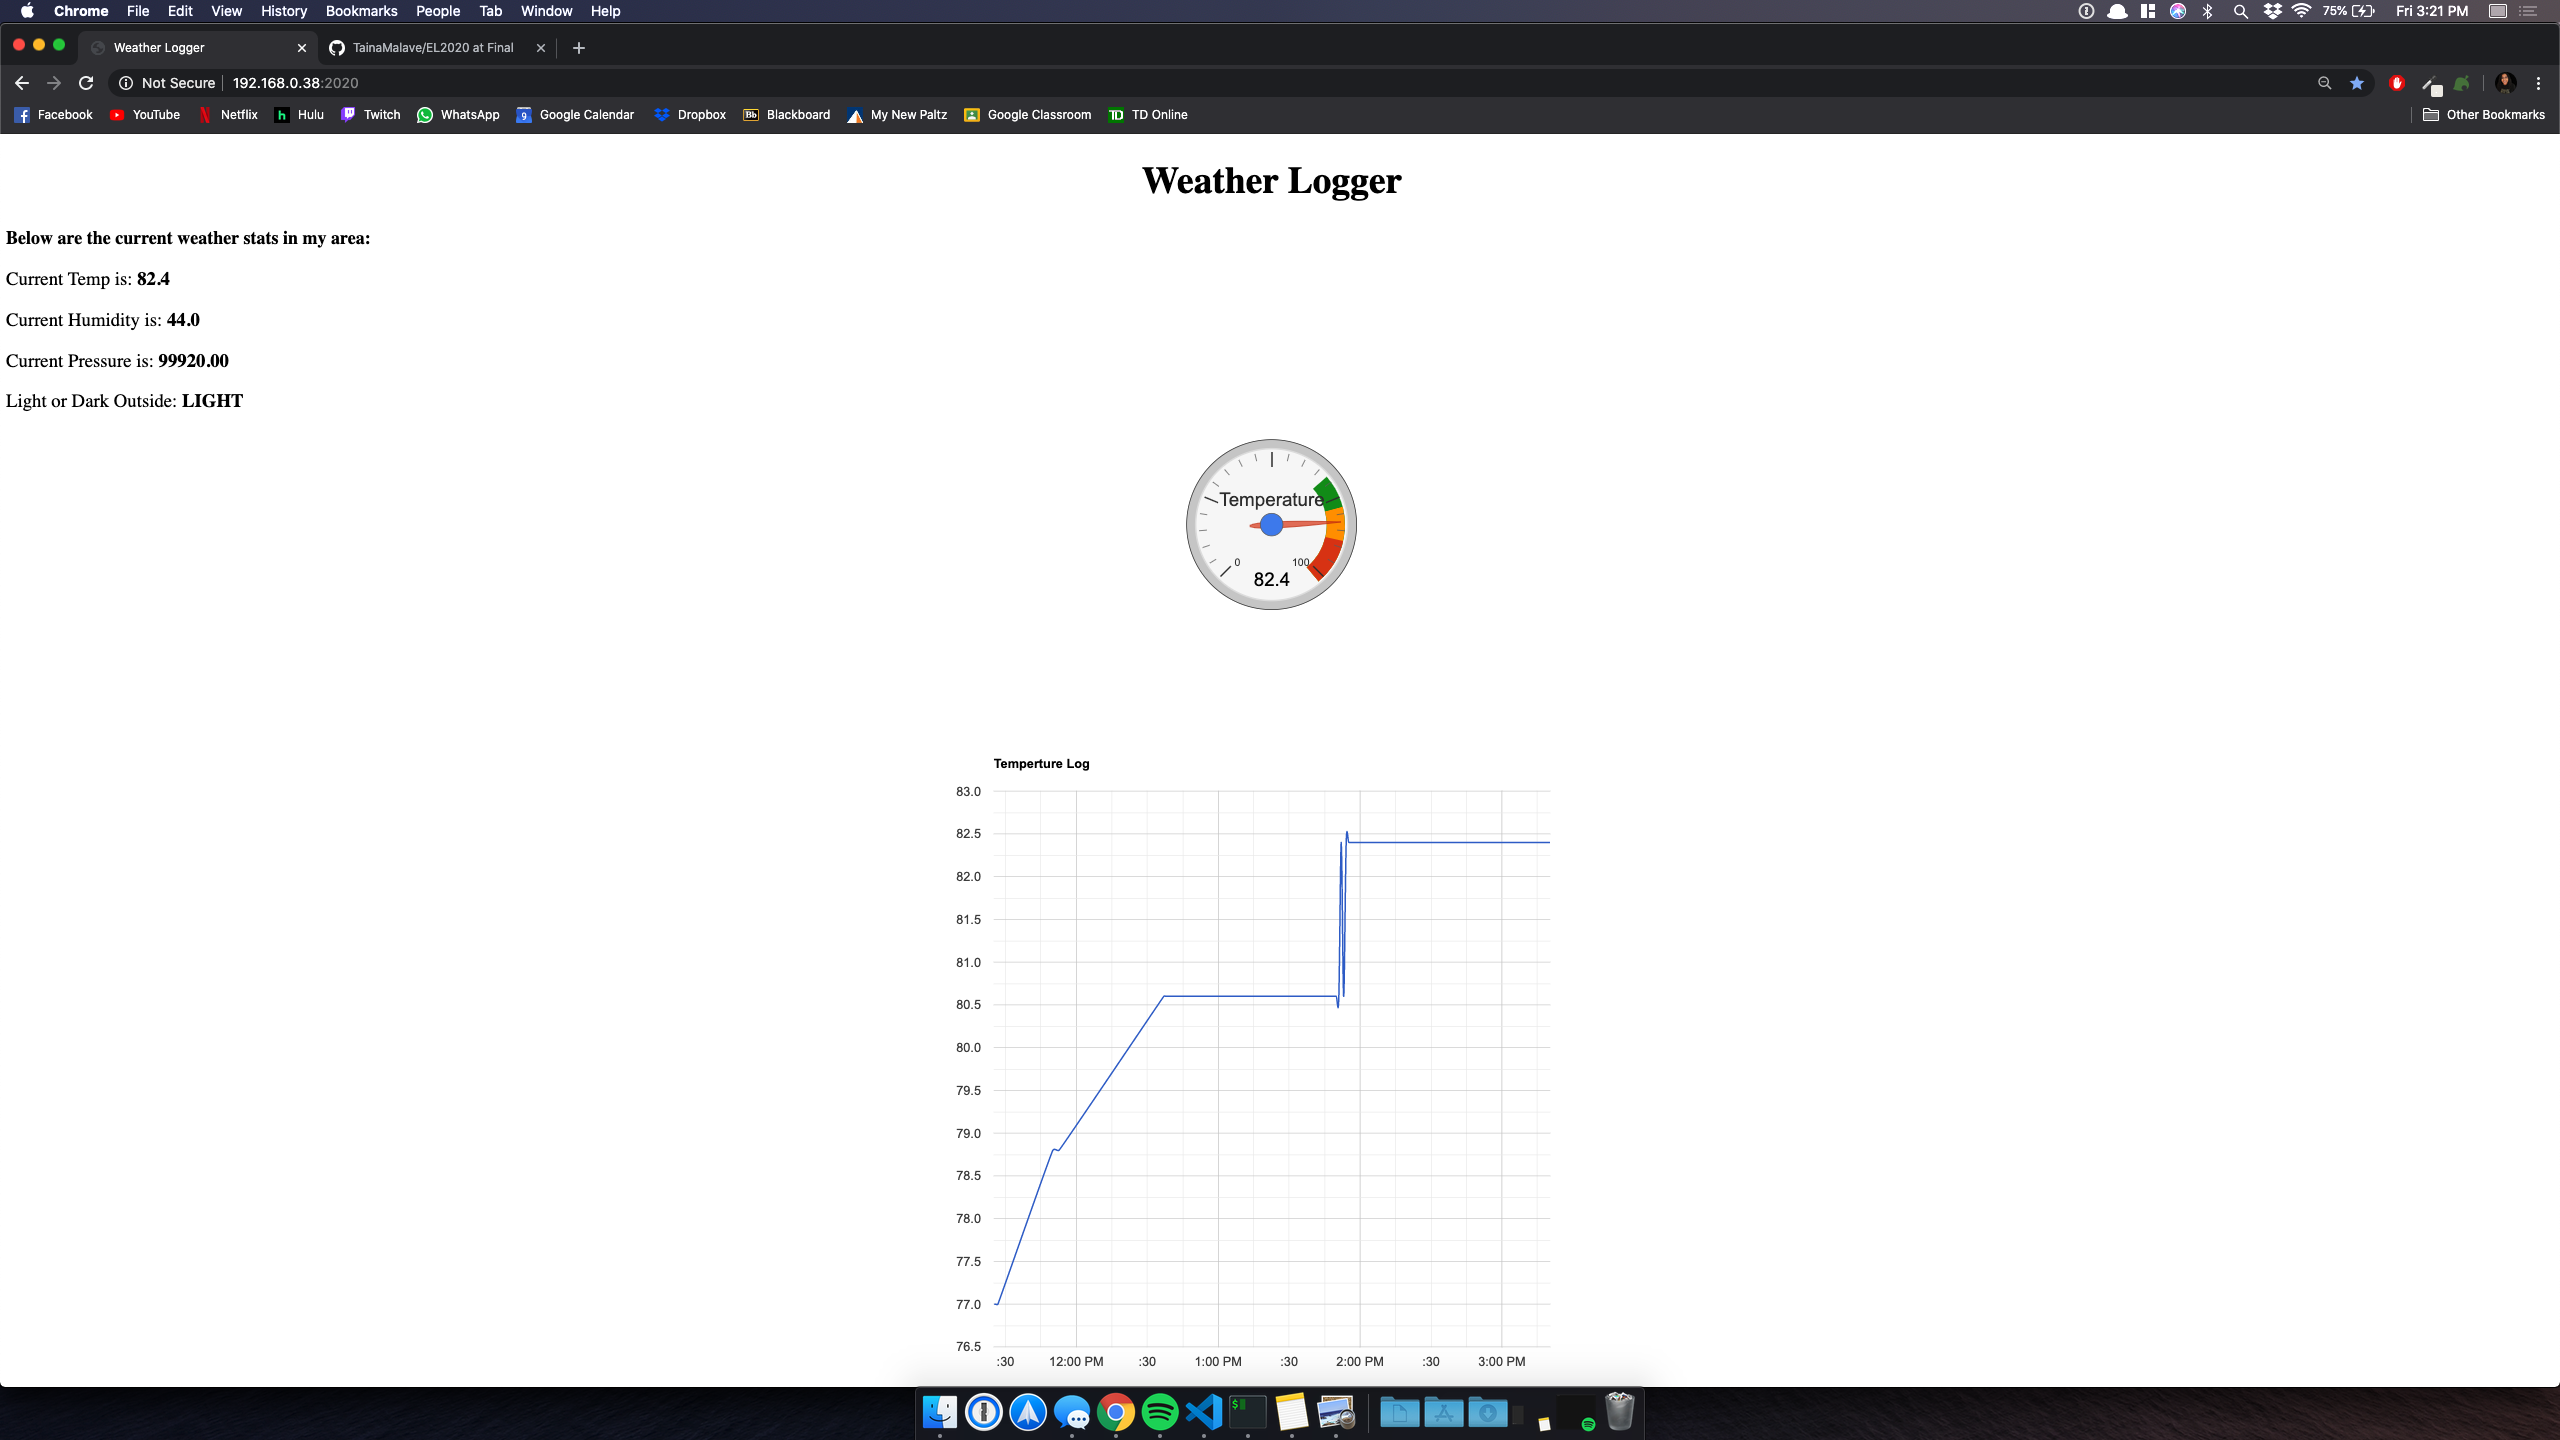 Chrome File Edit View History Bookmarks People Tab Window Help 75% Fri 3:21 PM
Weather Logger TainaMalave/EL2020 at Final
Not Secure 192.168.0.38:2020
Facebook YouTube Netflix Hulu Twitch WhatsApp Google Calendar Dropbox Blackboard My New Paltz Google Classroom TD Online Other Bookmarks
Weather Logger
Below are the current weather stats in my area:
Current Temp is: 82.4
Current Humidity is: 44.0
Current Pressure is: 99920.00
Light or Dark Outside: LIGHT
Temperature
0 100
82.4
Temperture Log
83.0
82.5
82.0
81.5
81.0
80.5
80.0
79.5
79.0
78.5
78.0
77.5
77.0
76.5
:30 12:00 PM :30 1:00 PM :30 2:00 PM :30 3:00 PM